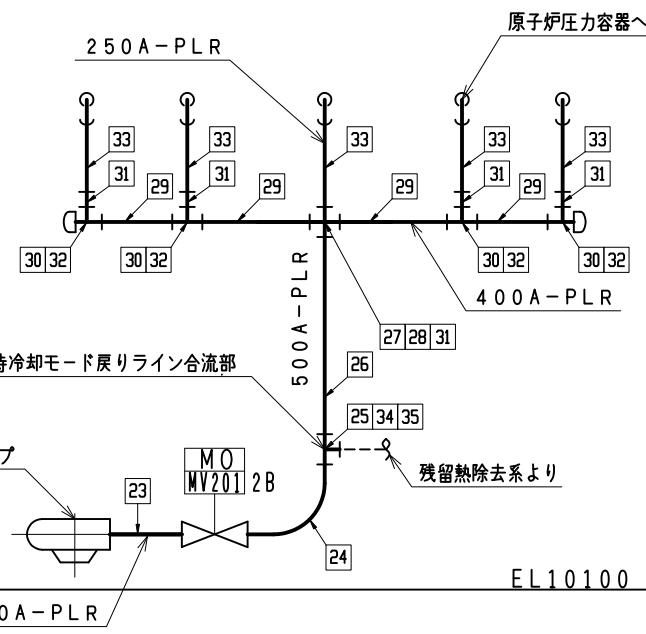 原子炉圧力容器へ
250A-PLR
33 33 33 33 33
31 31 31 31
29 29 29 29
30 32 30 32 30 32 30 32
400A-PLR
500A-PLR
27 28 31
時冷却モード戻りライン合流部
26
25 34 35
プ
MO
MV201 2B
残留熱除去系より
23
24
EL10100
0A-PLR